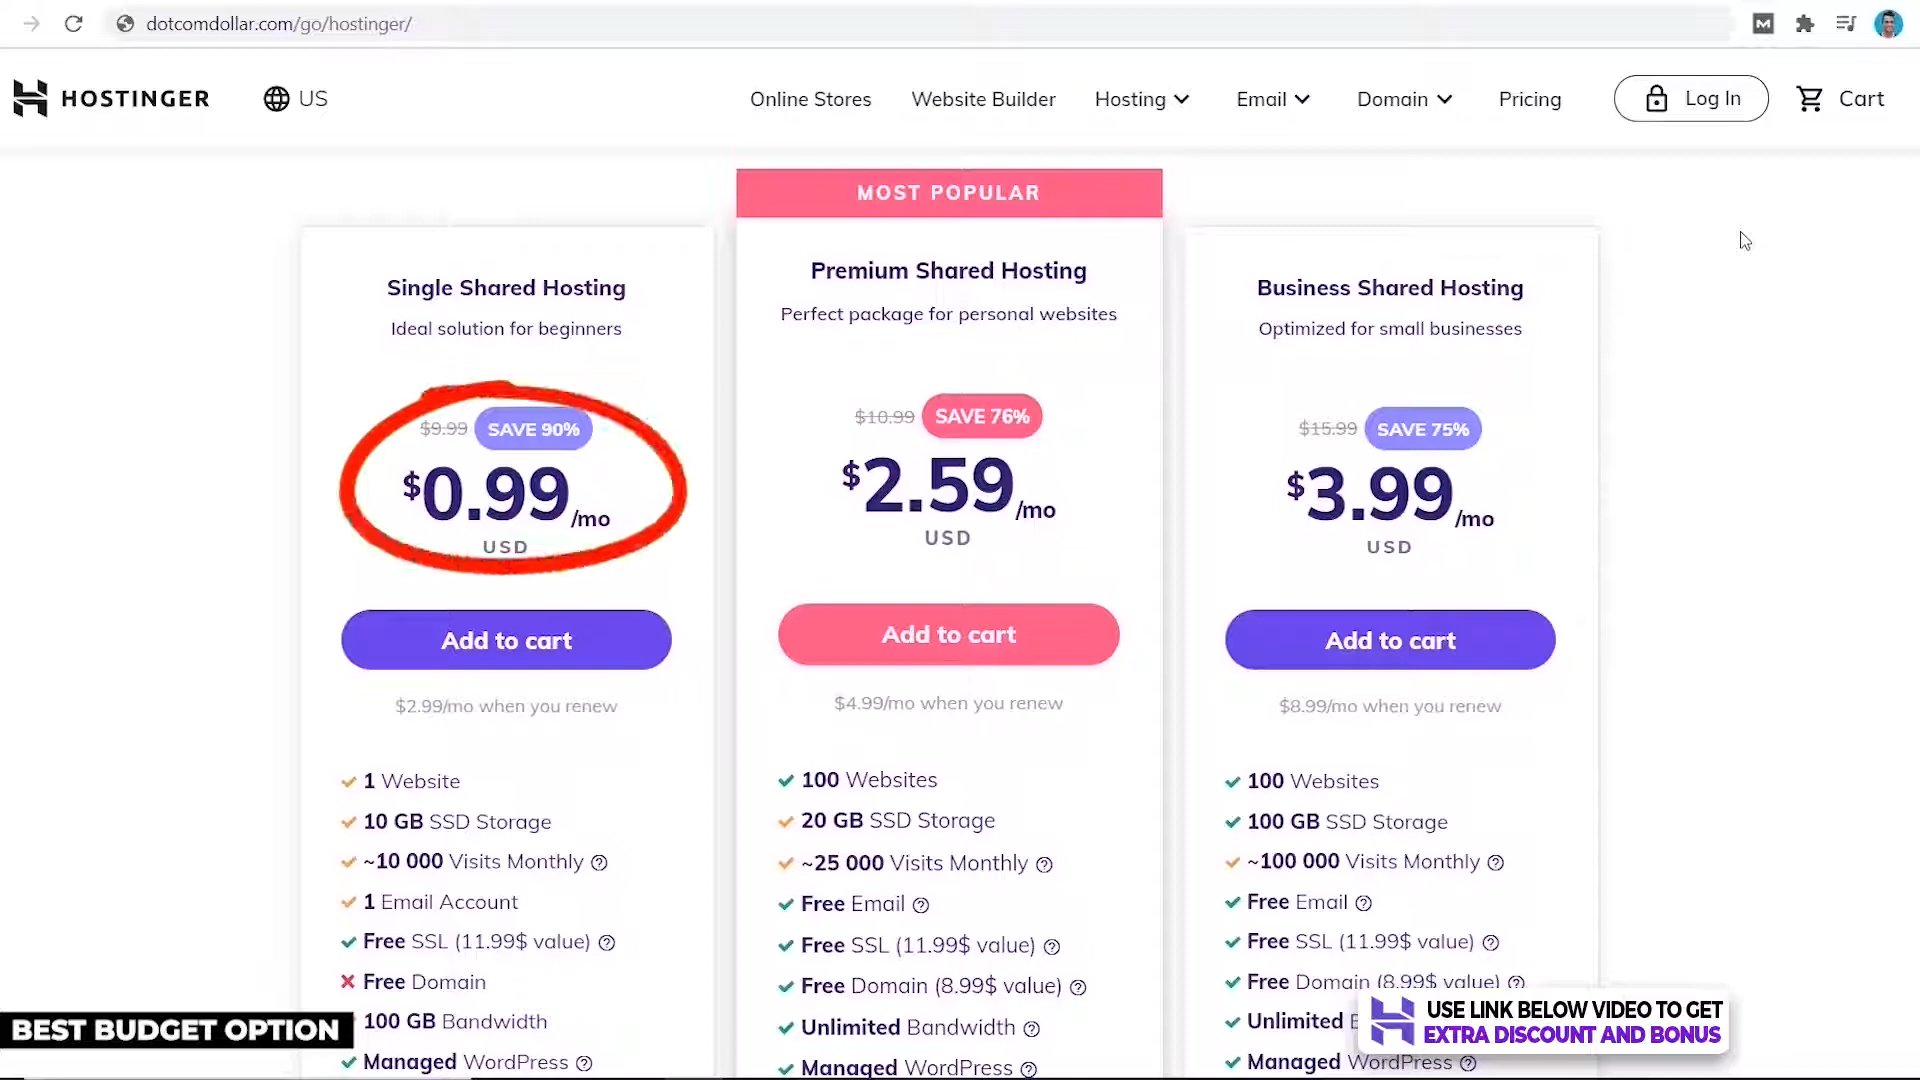 dotcomdollar.com/go/hostinger/
HOSTINGER
US
Online Stores
Website Builder
Hosting
Email
Domain
Pricing
Log In
Cart
Single Shared Hosting
Ideal solution for beginners
$9.99 SAVE 90%
$0.99/mo
USD
Add to cart
$2.99/mo when you renew
1 Website
10 GB SSD Storage
~10 000 Visits Monthly
1 Email Account
Free SSL (11.99$ value)
Free Domain
100 GB Bandwidth
Managed WordPress
MOST POPULAR
Premium Shared Hosting
Perfect package for personal websites
$10.99 SAVE 76%
$2.59/mo
USD
Add to cart
$4.99/mo when you renew
100 Websites
20 GB SSD Storage
~25 000 Visits Monthly
Free Email
Free SSL (11.99$ value)
Free Domain (8.99$ value)
Unlimited Bandwidth
Managed WordPress
Business Shared Hosting
Optimized for small businesses
$15.99 SAVE 75%
$3.99/mo
USD
Add to cart
$8.99/mo when you renew
100 Websites
100 GB SSD Storage
~100 000 Visits Monthly
Free Email
Free SSL (11.99$ value)
Free Domain (8.99$ value)
Unlimited
Managed WordPress
BEST BUDGET OPTION
USE LINK BELOW VIDEO TO GET
EXTRA DISCOUNT AND BONUS